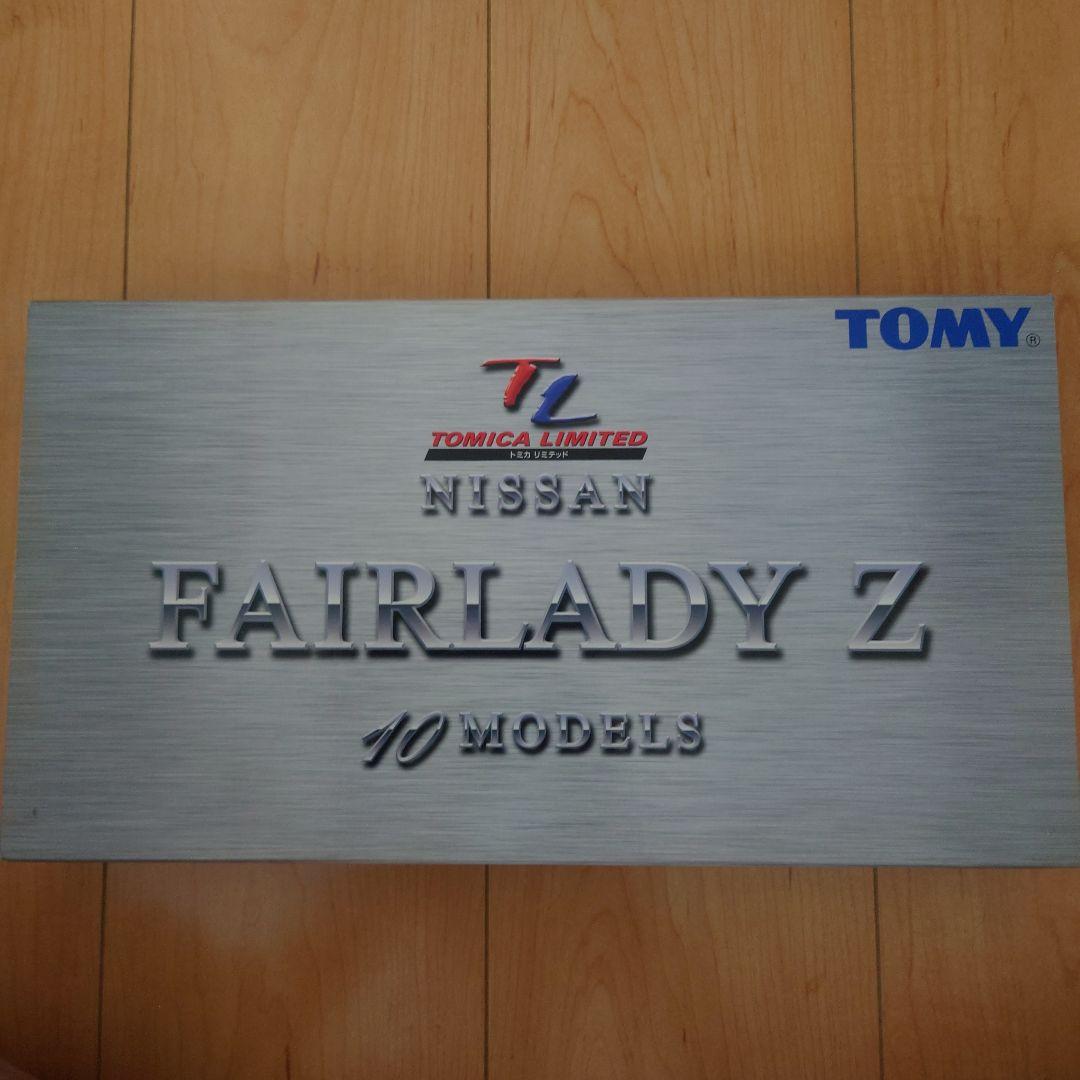 TOMY®
TL
TOMICA LIMITED
トミカ リミテッド
NISSAN
FAIRLADY Z
10 MODELS